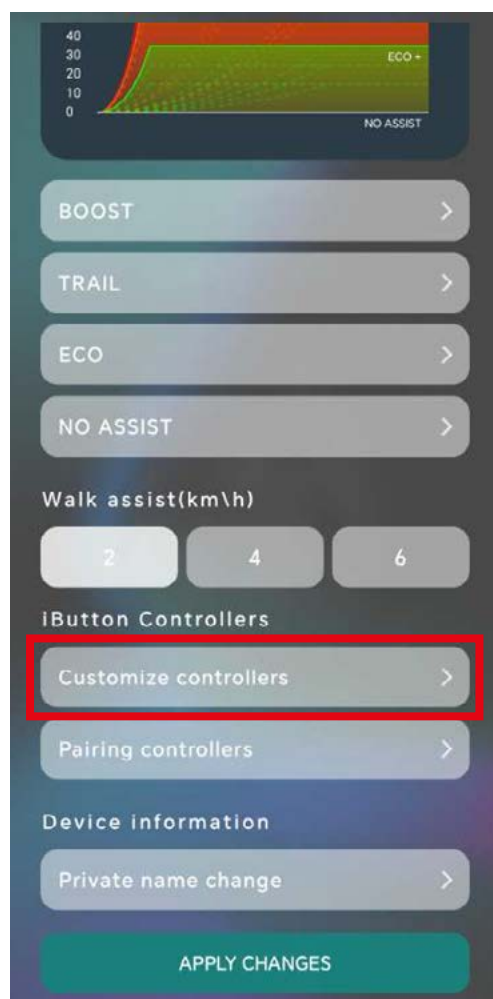 40
30
ECO +
20
10
0
NO ASSIST
BOOST
TRAIL
ECO
NO ASSIST
Walk assist(km\h)
2 4 6
iButton Controllers
Customize controllers
Pairing controllers
Device information
Private name change
APPLY CHANGES